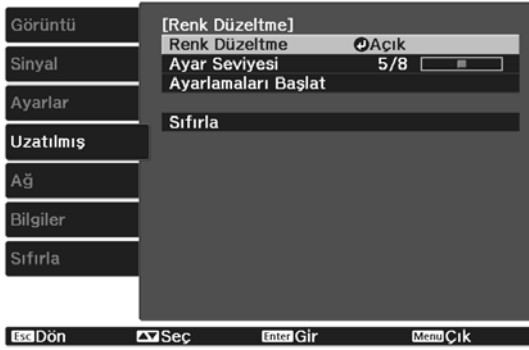 Görüntü
Sinyal
Ayarlar
Uzatılmış
Ağ
Bilgiler
Sıfırla
[Renk Düzeltme]
Renk Düzeltme Açık
Ayar Seviyesi 5/8
Ayarlamaları Başlat
Sıfırla
Esc Dön Seç Enter Gir Menu Çık